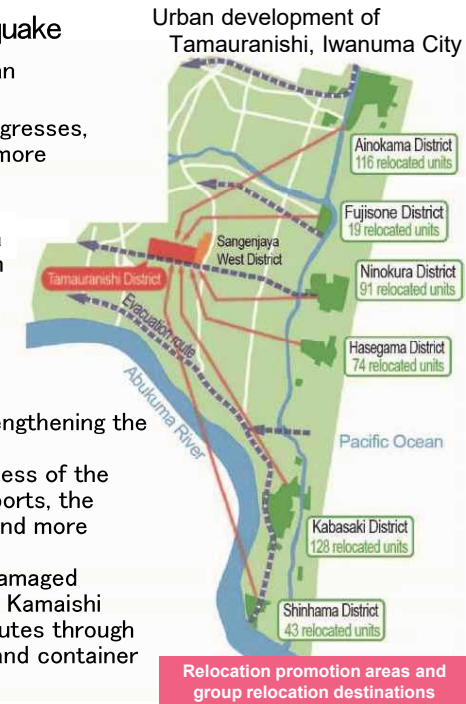 quake
an
gresses,
more
n
engthening the
ess of the
ports, the
and more
amaged
Kamaishi
utes through
and container
Urban development of
Tamauranishi, Iwanuma City
Ainokama District
116 relocated units
Fujisone District
19 relocated units
Sangenjaya
West District
Ninokura District
91 relocated units
Tamauranishi District
Evacuation route
Hasegama District
74 relocated units
Abukuma River
Pacific Ocean
Kabasaki District
128 relocated units
Shinhama District
43 relocated units
Relocation promotion areas and
group relocation destinations